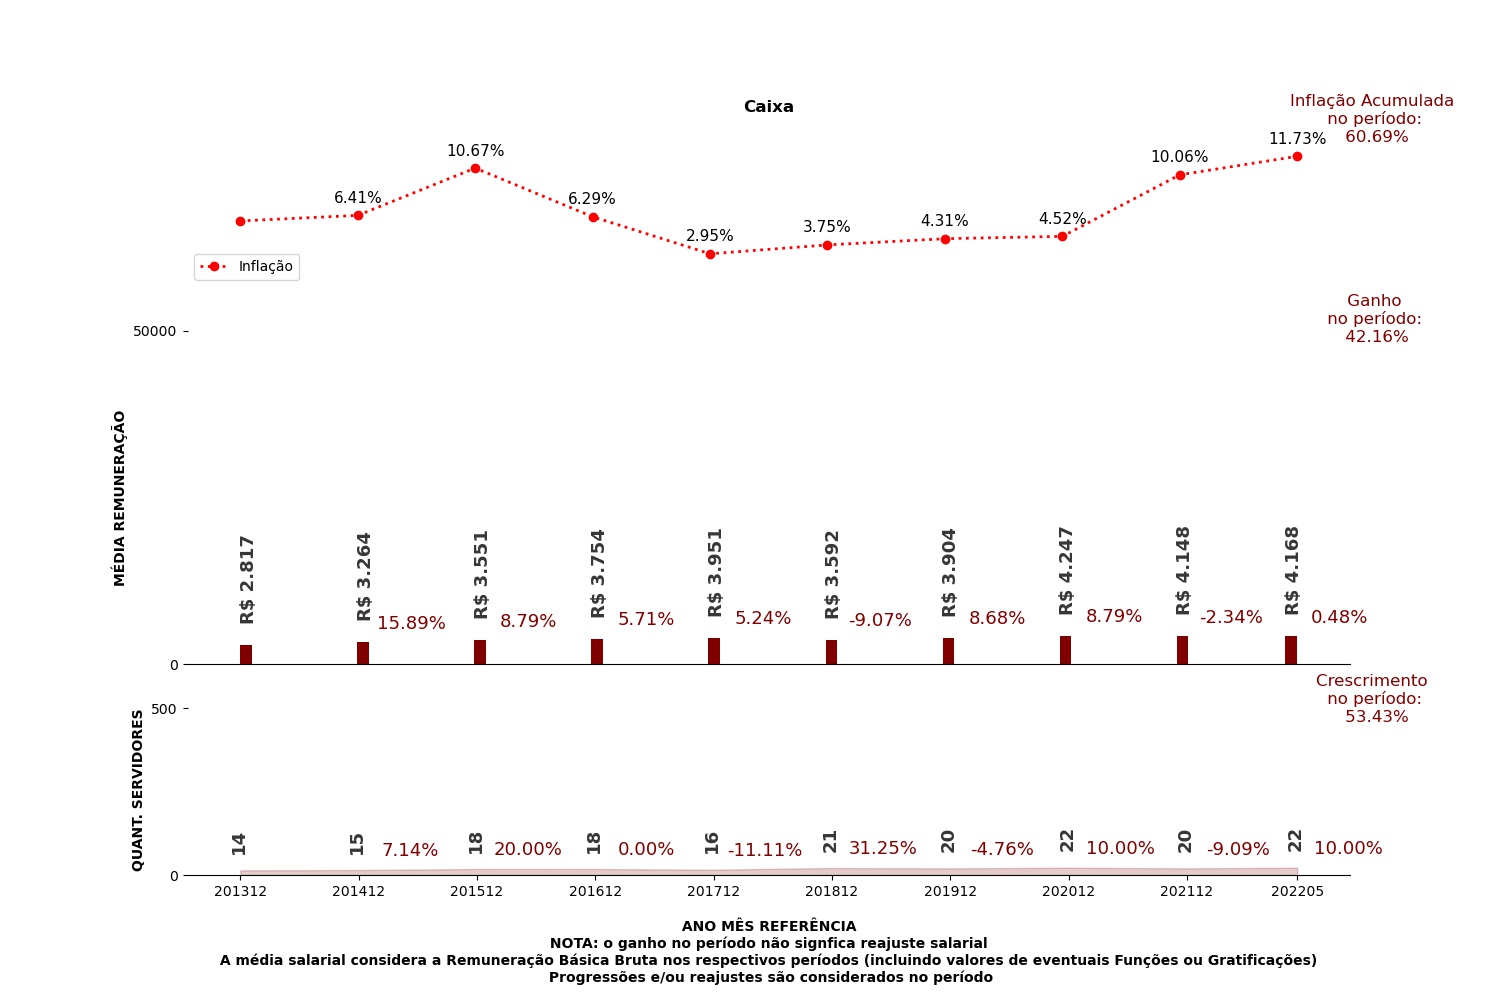 Caixa
Inflação Acumulada
no período:
60.69%
6.41%
10.67%
6.29%
2.95%
3.75%
4.31%
4.52%
10.06%
11.73%
Inflação
Ganho
no período:
42.16%
50000
0
MÉDIA REMUNERAÇÃO
R$ 2.817
R$ 3.264
R$ 3.551
R$ 3.754
R$ 3.951
R$ 3.592
R$ 3.904
R$ 4.247
R$ 4.148
R$ 4.168
15.89%
8.79%
5.71%
5.24%
-9.07%
8.68%
8.79%
-2.34%
0.48%
Crescrimento
no período:
53.43%
500
0
QUANT. SERVIDORES
14
15
18
18
16
21
20
22
20
22
7.14%
20.00%
0.00%
-11.11%
31.25%
-4.76%
10.00%
-9.09%
10.00%
201312
201412
201512
201612
201712
201812
201912
202012
202112
202205
ANO MÊS REFERÊNCIA
NOTA: o ganho no período não signfica reajuste salarial
A média salarial considera a Remuneração Básica Bruta nos respectivos períodos (incluindo valores de eventuais Funções ou Gratificações)
Progressões e/ou reajustes são considerados no período